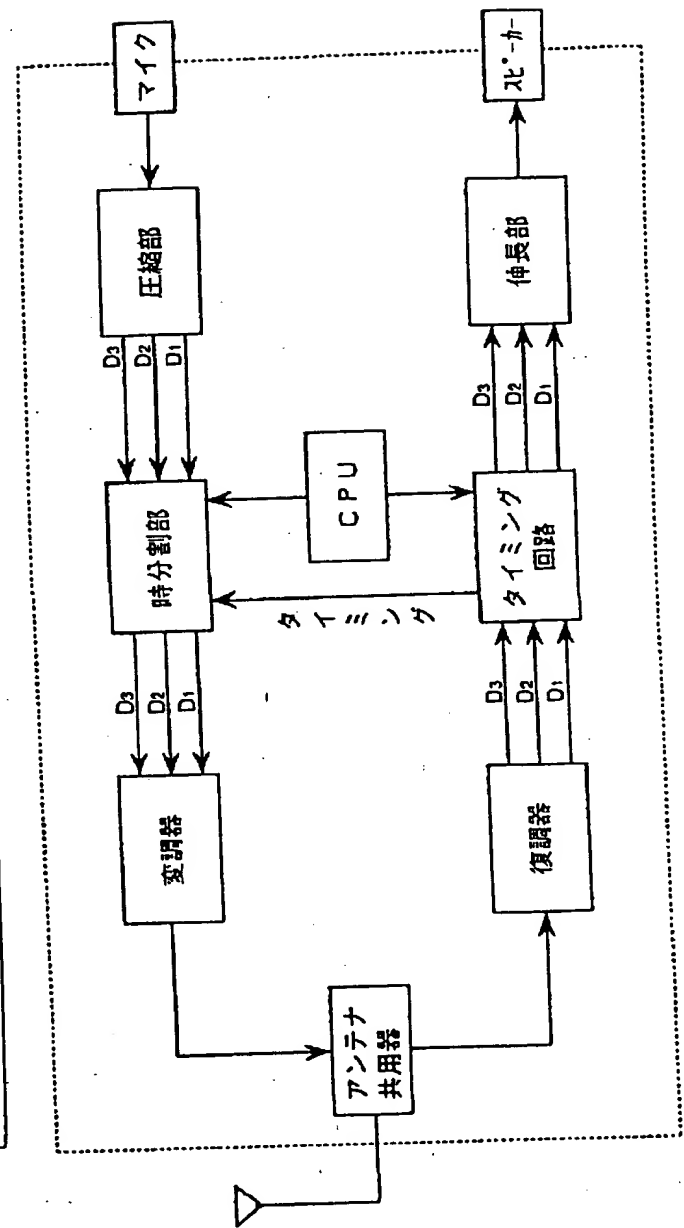 マイク
圧縮部
D3
D2
D1
時分割部
D3
D2
D1
変調器
アンテナ
共用器
CPU
タイミング
復調器
D3
D2
D1
タイミング
回路
D3
D2
D1
伸長部
スピーカー